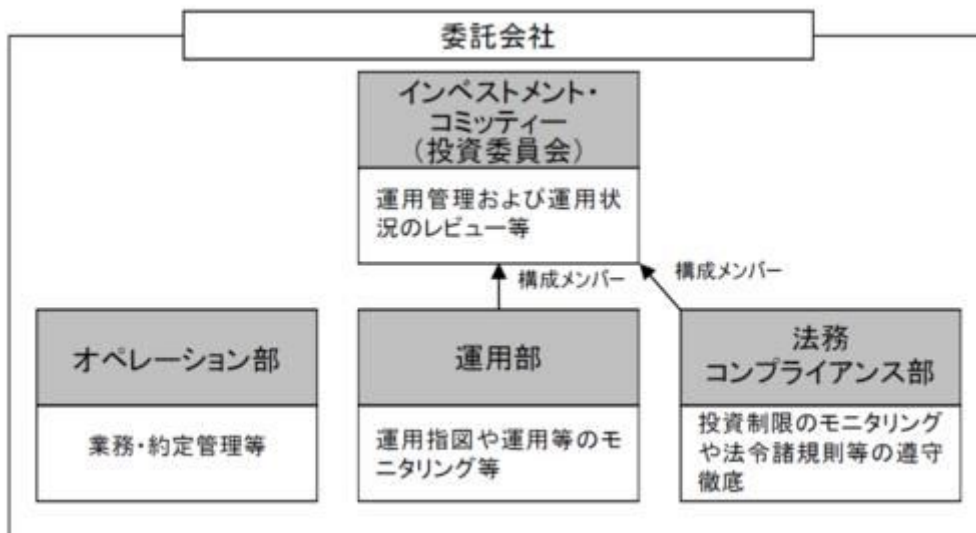 委託会社
インベストメント・
コミッティー
(投資委員会)
運用管理および運用状
況のレビュー等
構成メンバー
構成メンバー
オペレーション部
業務・約定管理等
運用部
運用指図や運用等のモ
ニタリング等
法務
コンプライアンス部
投資制限のモニタリング
や法令諸規則等の遵守
徹底